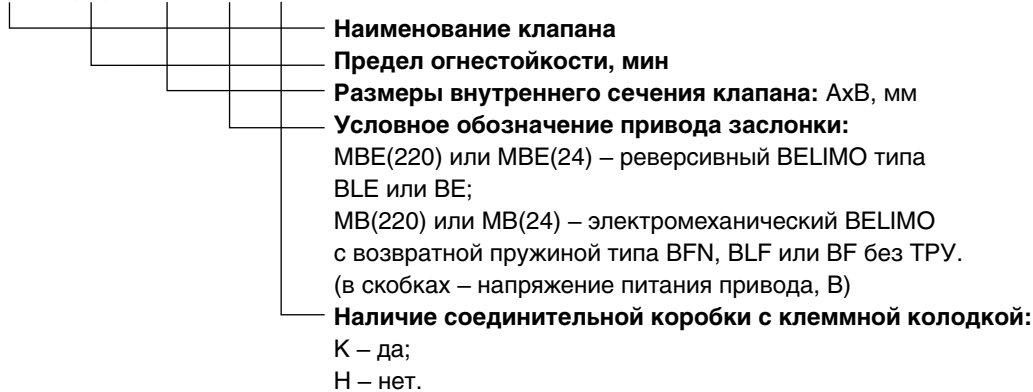 Наименование клапана
Предел огнестойкости, мин
Размеры внутреннего сечения клапана: АхВ, мм
Условное обозначение привода заслонки:
МВЕ(220) или МВЕ(24) – реверсивный BELIMO типа
BLE или BE;
МВ(220) или МВ(24) – электромеханический BELIMO
с возвратной пружиной типа BFN, BLF или BF без ТРУ.
(в скобках – напряжение питания привода, В)
Наличие соединительной коробки с клеммной колодкой:
К – да;
Н – нет.